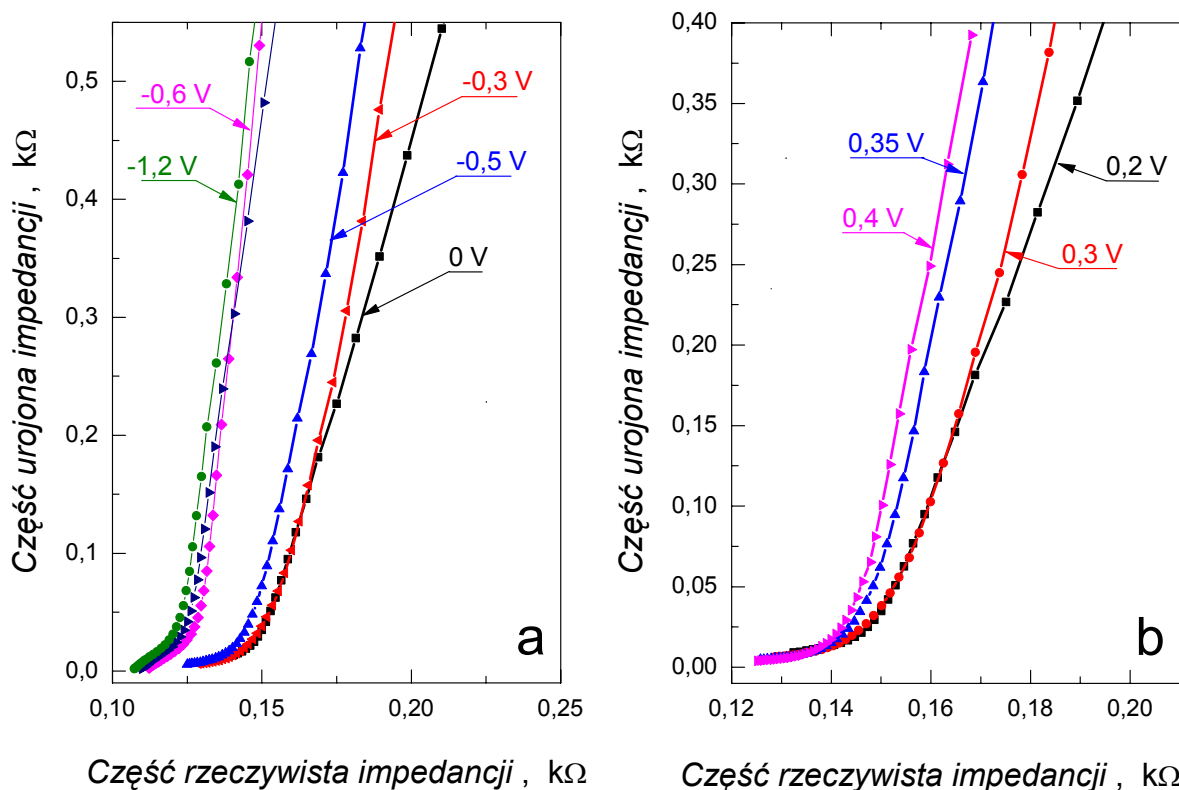 Część urojona impedancji , kΩ
0,5
0,4
0,3
0,2
0,1
0,0
0,10
0,15
0,20
0,25
Część rzeczywista impedancji , kΩ
-0,6 V
-1,2 V
-0,3 V
-0,5 V
0 V
a
Część urojona impedancji , kΩ
0,40
0,35
0,30
0,25
0,20
0,15
0,10
0,05
0,00
0,12
0,14
0,16
0,18
0,20
Część rzeczywista impedancji , kΩ
0,35 V
0,4 V
0,2 V
0,3 V
b